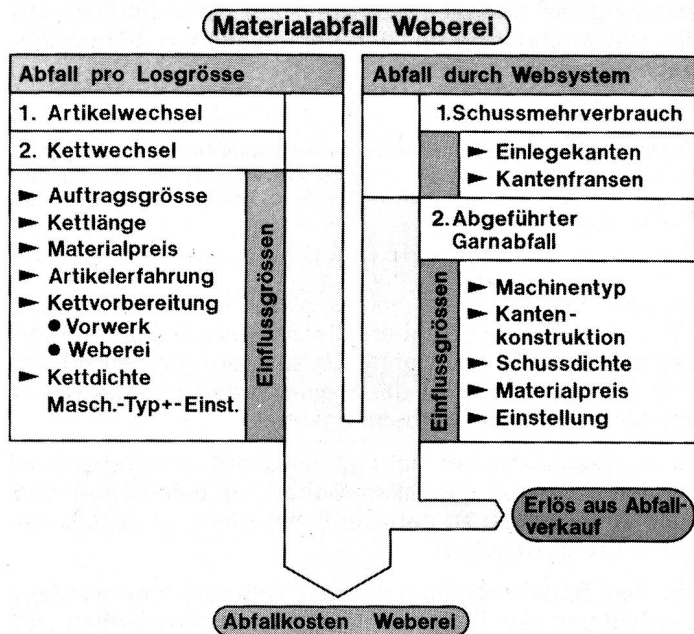 Materialabfall Weberei
Abfall pro Losgrösse
1. Artikelwechsel
2. Kettwechsel
► Auftragsgrösse
► Kettlänge
► Materialpreis
► Artikelerfahrung
► Kettvorbereitung
● Vorwerk
● Weberei
► Kettdichte
Masch.-Typ+-Einst.
Einflussgrössen
Abfall durch Websystem
1.Schussmehrverbrauch
► Einlegekanten
► Kantenfransen
2.Abgeführter
Garnabfall
Einflussgrössen
► Machinentyp
► Kanten-
konstruktion
► Schussdichte
► Materialpreis
► Einstellung
Erlös aus Abfall-
verkauf
Abfallkosten Weberei